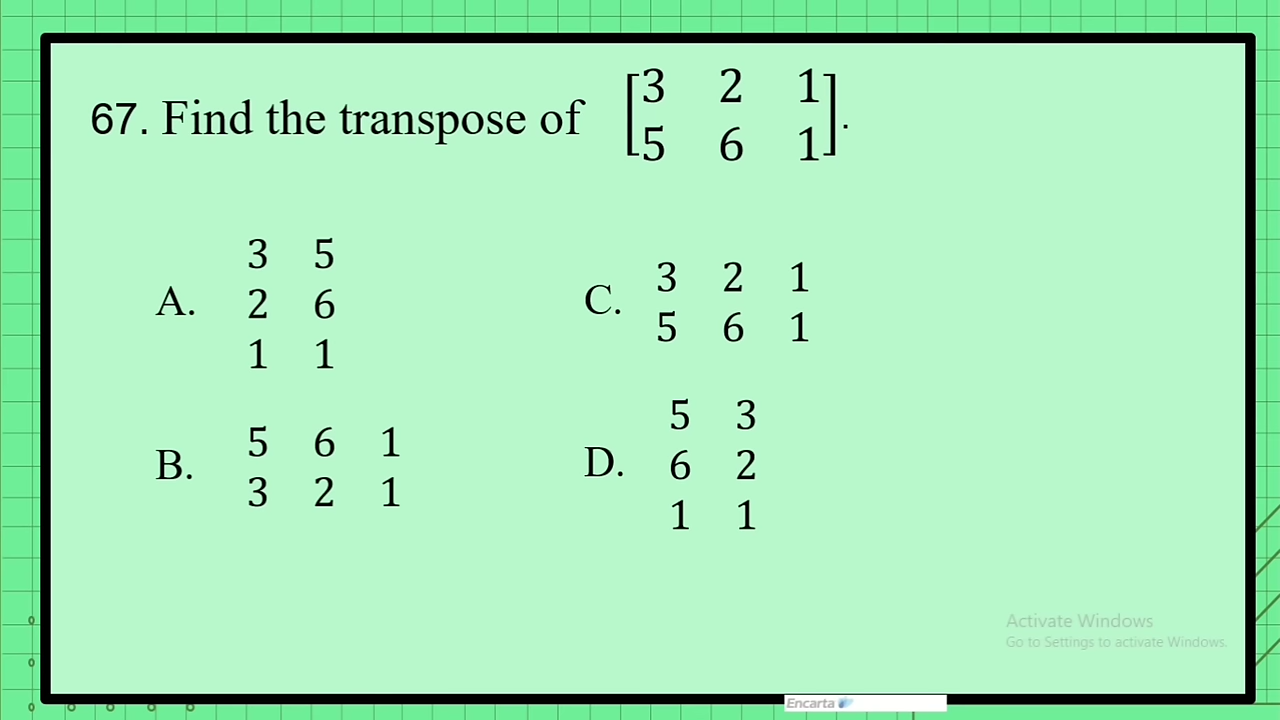 67. Find the transpose of [3 2 1
5 6 1].
A. 3 5
2 6
1 1
B. 5 6 1
3 2 1
C. 3 2 1
5 6 1
D. 5 3
6 2
1 1
Activate Windows
Go to Settings to activate Windows.
Encarta